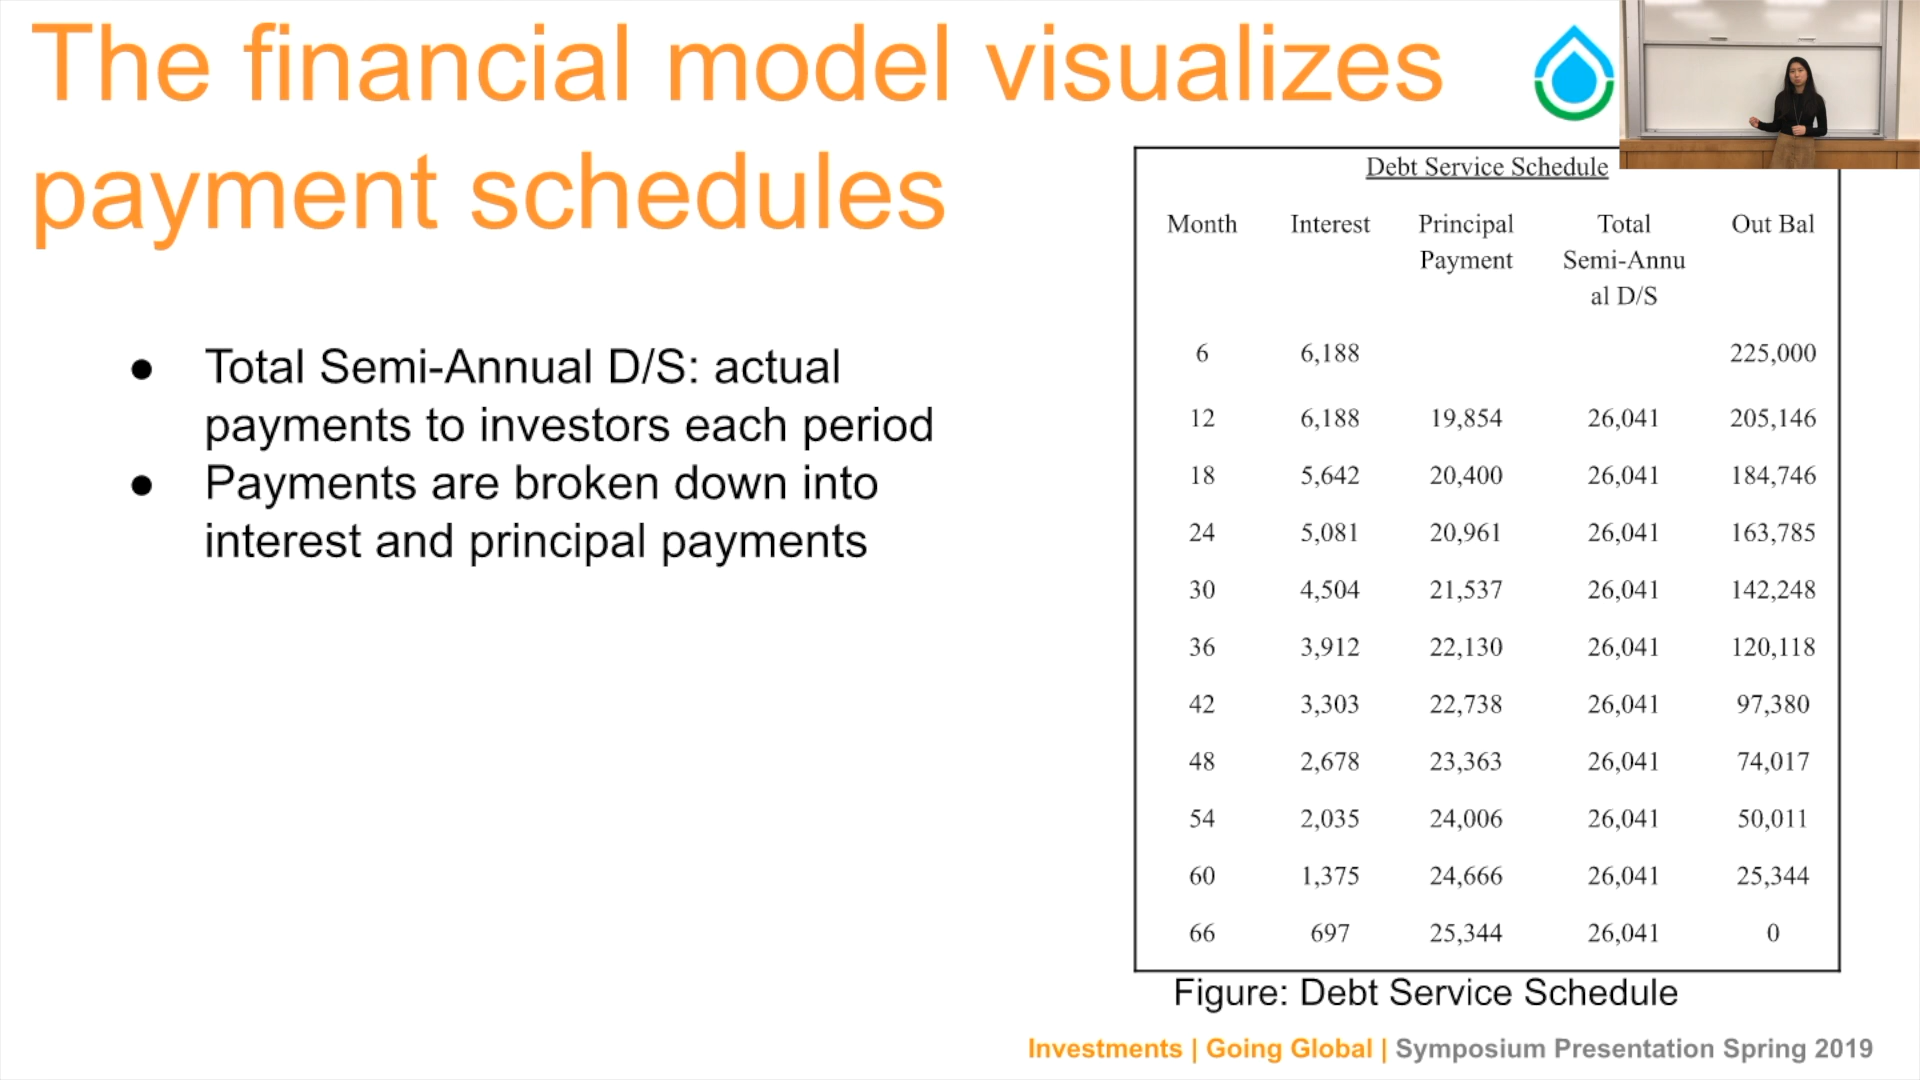 The financial model visualizes
payment schedules
● Total Semi-Annual D/S: actual
payments to investors each period
● Payments are broken down into
interest and principal payments
Debt Service Schedule
Month Interest Principal Payment Total Semi-Annu al D/S Out Bal
6 6,188 225,000
12 6,188 19,854 26,041 205,146
18 5,642 20,400 26,041 184,746
24 5,081 20,961 26,041 163,785
30 4,504 21,537 26,041 142,248
36 3,912 22,130 26,041 120,118
42 3,303 22,738 26,041 97,380
48 2,678 23,363 26,041 74,017
54 2,035 24,006 26,041 50,011
60 1,375 24,666 26,041 25,344
66 697 25,344 26,041 0
Figure: Debt Service Schedule
Investments | Going Global | Symposium Presentation Spring 2019